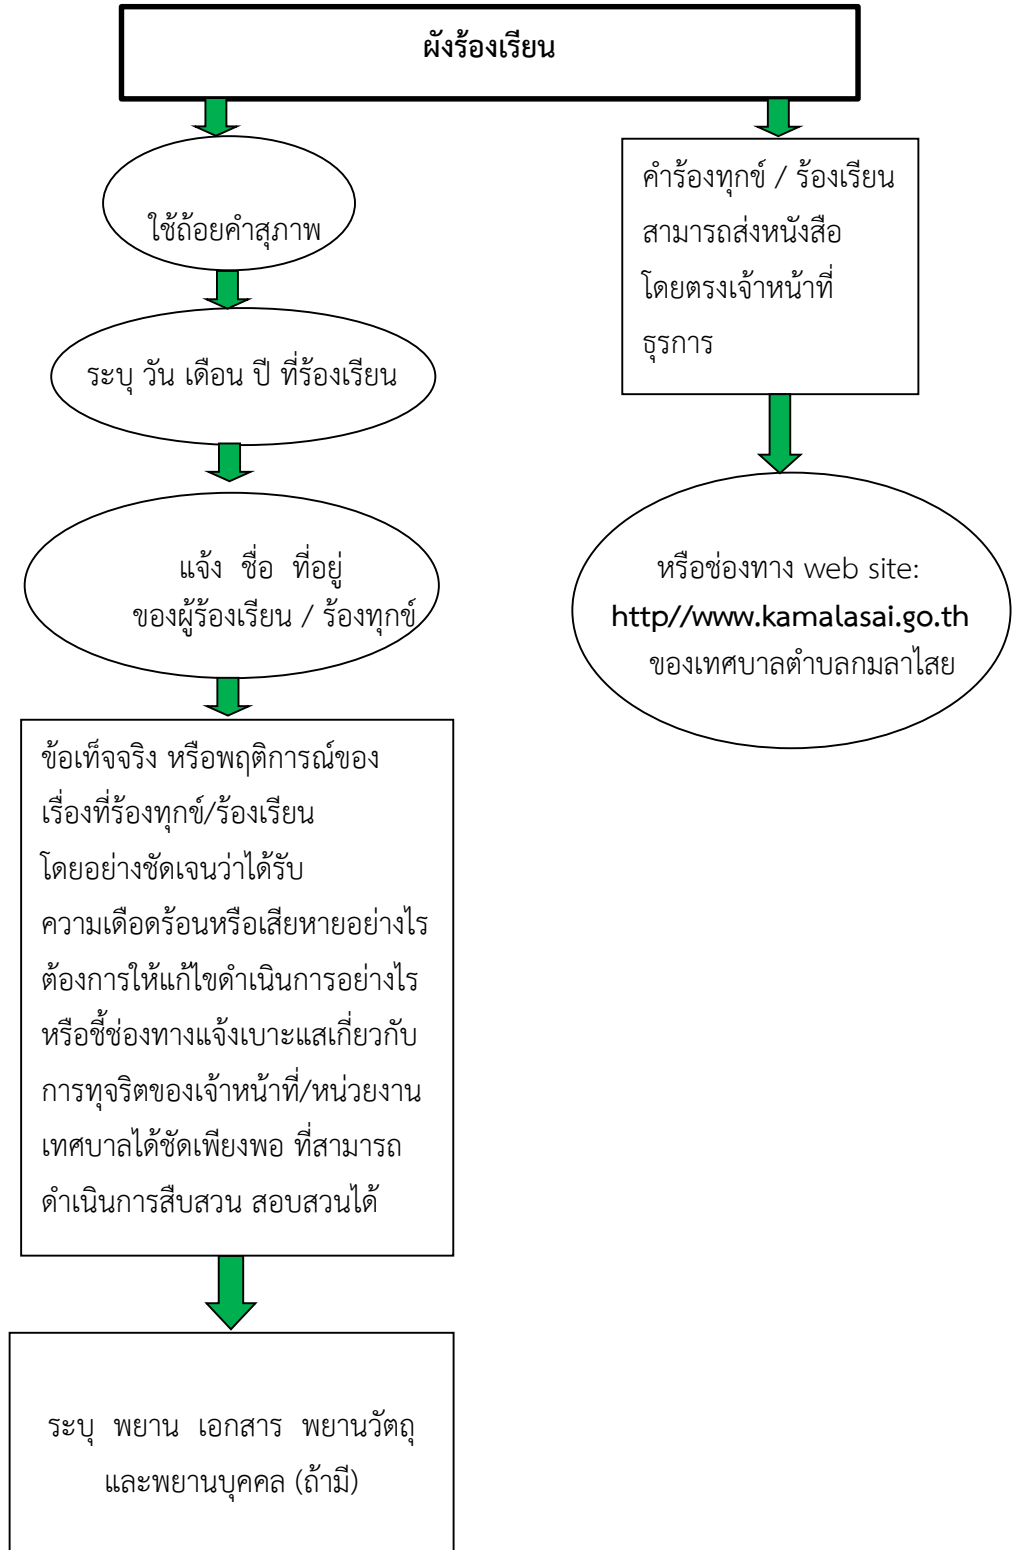 ผังร้องเรียน
ใช้ถ้อยคำสุภาพ
ระบุ วัน เดือน ปี ที่ร้องเรียน
แจ้ง ชื่อ ที่อยู่
ของผู้ร้องเรียน / ร้องทุกข์
ข้อเท็จจริง หรือพฤติการณ์ของ
เรื่องที่ร้องทุกข์/ร้องเรียน
โดยอย่างชัดเจนว่าได้รับ
ความเดือดร้อนหรือเสียหายอย่างไร
ต้องการให้แก้ไขดำเนินการอย่างไร
หรือชี้ช่องทางแจ้งเบาะแสเกี่ยวกับ
การทุจริตของเจ้าหน้าที่/หน่วยงาน
เทศบาลได้ชัดเพียงพอ ที่สามารถ
ดำเนินการสืบสวน สอบสวนได้
ระบุ พยาน เอกสาร พยานวัตถุ
และพยานบุคคล (ถ้ามี)
คำร้องทุกข์ / ร้องเรียน
สามารถส่งหนังสือ
โดยตรงเจ้าหน้าที่
ธุรการ
หรือช่องทาง web site:
http//www.kamalasai.go.th
ของเทศบาลตำบลกมลาไสย